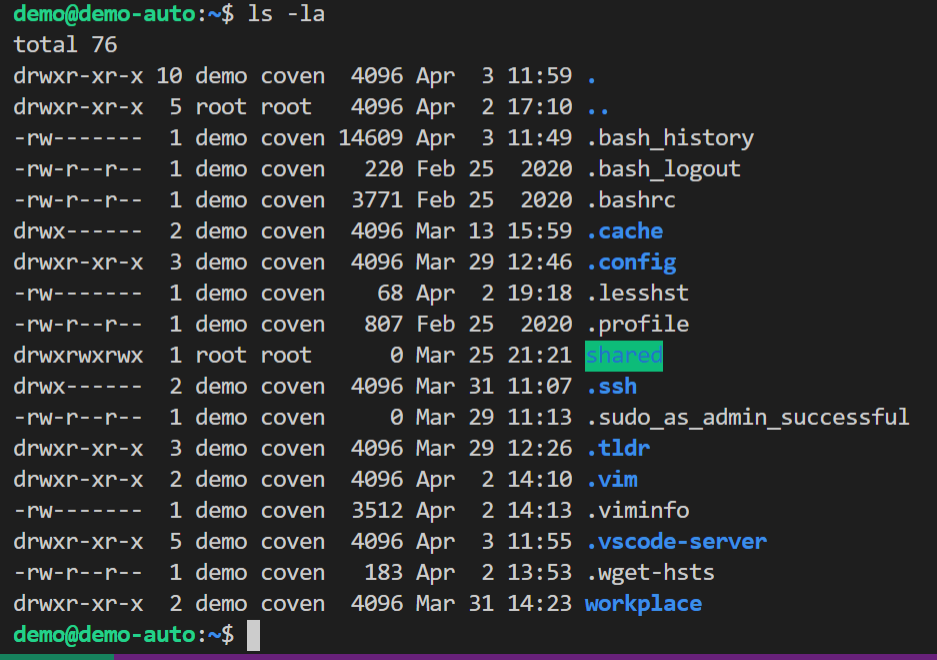 demo@demo-auto:~$ ls -la
total 76
drwxr-xr-x 10 demo coven  4096 Apr  3 11:59 .
drwxr-xr-x  5 root root   4096 Apr  2 17:10 ..
-rw-------  1 demo coven 14609 Apr  3 11:49 .bash_history
-rw-r--r--  1 demo coven   220 Feb 25  2020 .bash_logout
-rw-r--r--  1 demo coven  3771 Feb 25  2020 .bashrc
drwx------  2 demo coven  4096 Mar 13 15:59 .cache
drwxr-xr-x  3 demo coven  4096 Mar 29 12:46 .config
-rw-------  1 demo coven    68 Apr  2 19:18 .lesshst
-rw-r--r--  1 demo coven   807 Feb 25  2020 .profile
drwxrwxrwx  1 root root      0 Mar 25 21:21 shared
drwx------  2 demo coven  4096 Mar 31 11:07 .ssh
-rw-r--r--  1 demo coven     0 Mar 29 11:13 .sudo_as_admin_successful
drwxr-xr-x  3 demo coven  4096 Mar 29 12:26 .tldr
drwxr-xr-x  2 demo coven  4096 Apr  2 14:10 .vim
-rw-------  1 demo coven  3512 Apr  2 14:13 .viminfo
drwxr-xr-x  5 demo coven  4096 Apr  3 11:55 .vscode-server
-rw-r--r--  1 demo coven   183 Apr  2 13:53 .wget-hsts
drwxr-xr-x  2 demo coven  4096 Mar 31 14:23 workplace
demo@demo-auto:~$